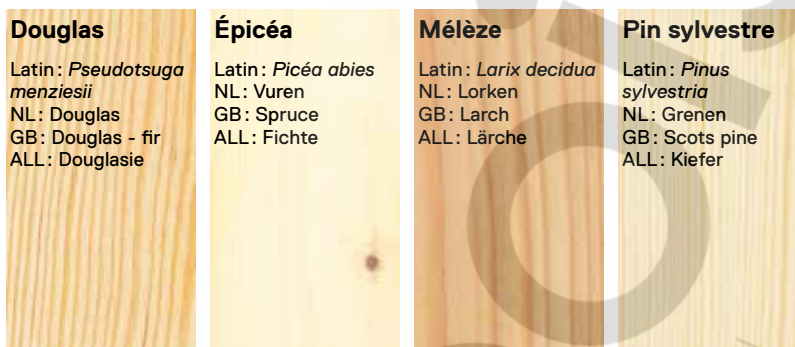 Douglas
Latin : Pseudotsuga
menziesii
NL : Douglas
GB : Douglas - fir
ALL : Douglasie
Épicéa
Latin : Picéa abies
NL : Vuren
GB : Spruce
ALL : Fichte
Mélèze
Latin : Larix decidua
NL : Lorken
GB : Larch
ALL : Lärche
Pin sylvestre
Latin : Pinus
sylvestria
NL : Grenen
GB : Scots pine
ALL : Kiefer